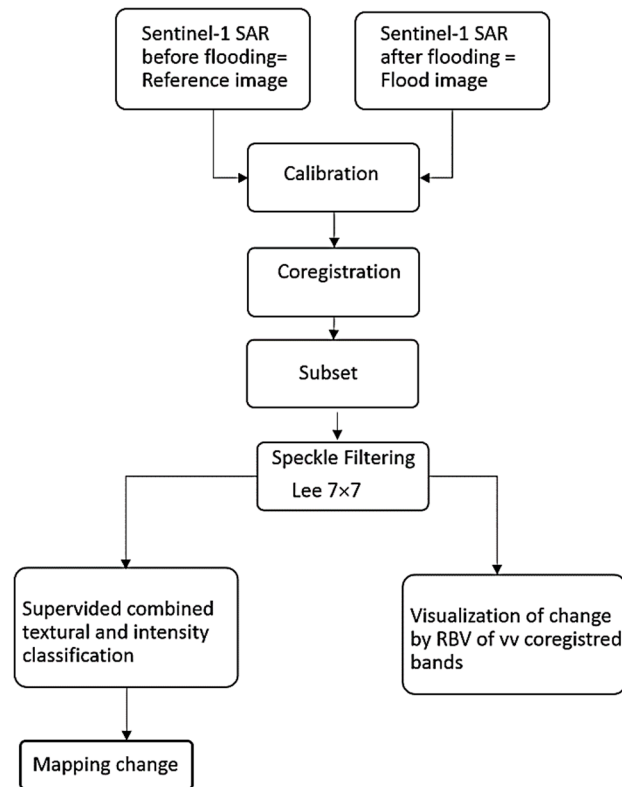 Sentinel-1 SAR
before flooding=
Reference image
Sentinel-1 SAR
after flooding =
Flood image
Calibration
Coregistration
Subset
Speckle Filtering
Lee 7×7
Supervided combined
textural and intensity
classification
Visualization of change
by RBV of vv coregistred
bands
Mapping change